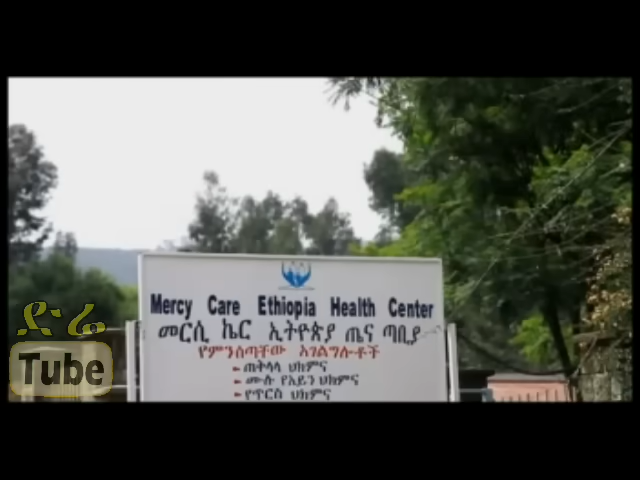 Mercy Care Ethiopia Health Center
መርሲ ኬር ኢትዮጵያ ጤና ጣቢያ
የምንሰጣቸው አገልግሎቶች
- ጠቅላላ ህክምና
- ሙሉ የአይን ህክምና
- የጥርስ ህክምና
ድሬ
Tube